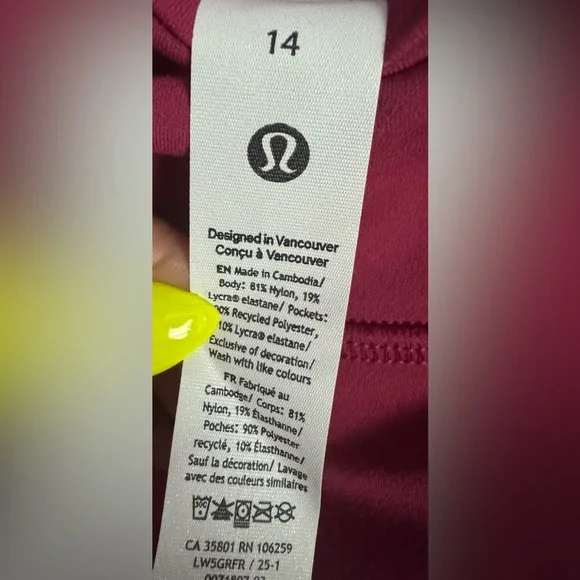 14
Designed in Vancouver
Conçu à Vancouver
EN Made in Cambodia/
Body: 81% Nylon, 19%
Lycra® elastane/ Pockets:
Recycled Polyester,
10% Lycra® elastane/
Exclusive of decoration/
Wash with like colours
FR Fabriqué au
Cambodge/ Corps: 81%
Nylon, 19% Élasthanne/
Poches: 90% Polyester
recyclé, 10% Élasthanne/
Sauf la décoration/ Lavage
avec des couleurs similaires
CA 35801 RN 106259
LW5GRFR / 25-1